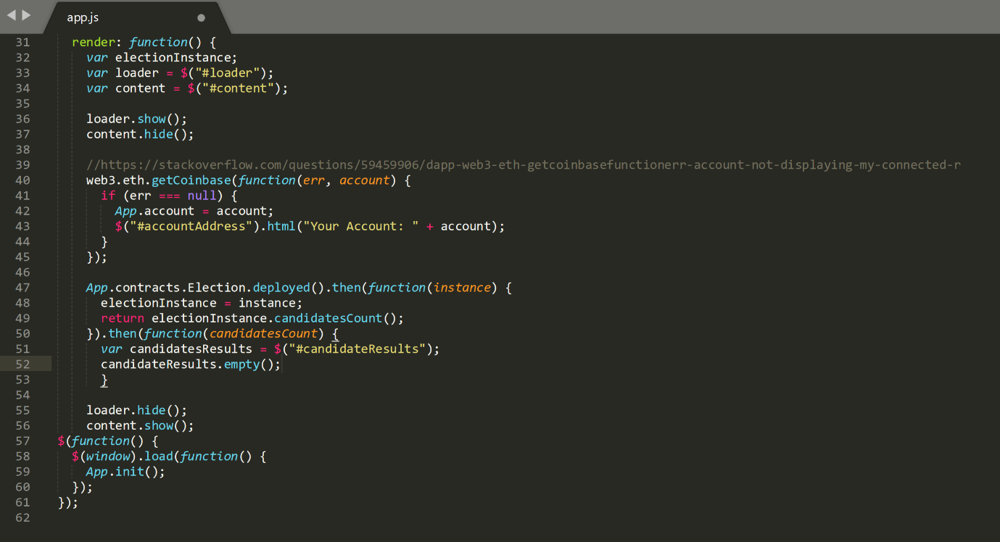 app.js
31 render: function() {
32 var electionInstance;
33 var loader = $("#loader");
34 var content = $("#content");
35
36 loader.show();
37 content.hide();
38
39 //https://stackoverflow.com/questions/59459906/dapp-web3-eth-getcoinbasefunctionerr-account-not-displaying-my-connected-r
40 web3.eth.getCoinbase(function(err, account) {
41 if (err === null) {
42 App.account = account;
43 $("#accountAddress").html("Your Account: " + account);
44 }
45 });
46
47 App.contracts.Election.deployed().then(function(instance) {
48 electionInstance = instance;
49 return electionInstance.candidatesCount();
50 }).then(function(candidatesCount) {
51 var candidatesResults = $("#candidateResults");
52 candidateResults.empty();
53 }
54
55 loader.hide();
56 content.show();
57 $(function() {
58 $(window).load(function() {
59 App.init();
60 });
61 });
62